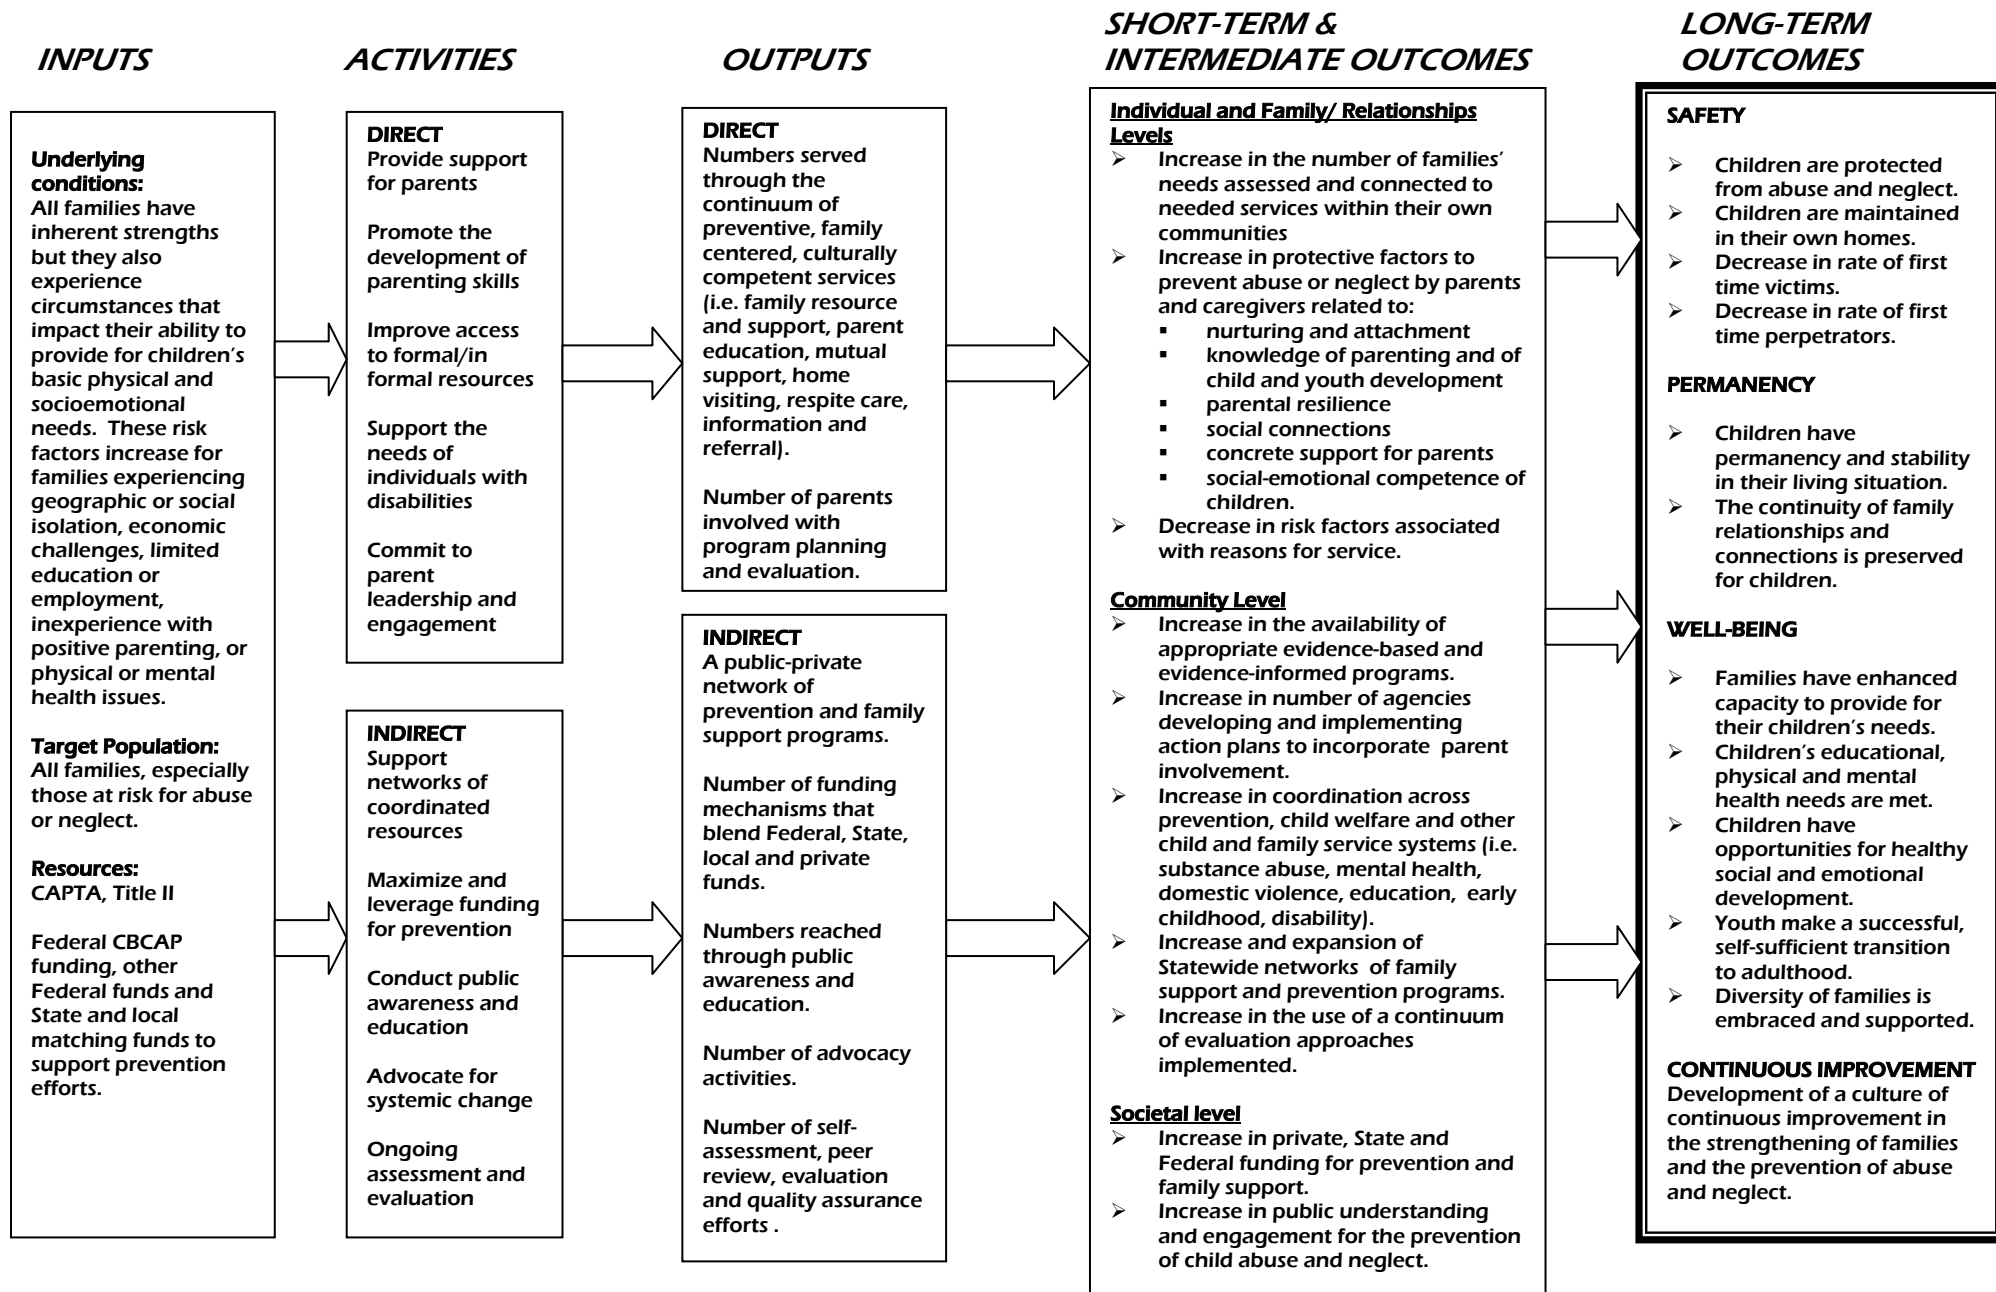 INPUTS
Underlying
conditions:
All families have
inherent strengths
but they also
experience
circumstances that
impact their ability to
provide for children's
basic physical and
socioemotional
needs.  These risk
factors increase for
families experiencing
geographic or social
isolation, economic
challenges, limited
education or
employment,
inexperience with
positive parenting, or
physical or mental
health issues.
Target Population:
All families, especially
those at risk for abuse
or neglect.
Resources:
CAPTA, Title II
Federal CBCAP
funding, other
Federal funds and
State and local
matching funds to
support prevention
efforts.
ACTIVITIES
DIRECT
Provide support
for parents
Promote the
development of
parenting skills
Improve access
to formal/in
formal resources
Support the
needs of
individuals with
disabilities
Commit to
parent
leadership and
engagement
INDIRECT
Support
networks of
coordinated
resources
Maximize and
leverage funding
for prevention
Conduct public
awareness and
education
Advocate for
systemic change
Ongoing
assessment and
evaluation
OUTPUTS
DIRECT
Numbers served
through the
continuum of
preventive, family
centered, culturally
competent services
(i.e. family resource
and support, parent
education, mutual
support, home
visiting, respite care,
information and
referral).
Number of parents
involved with
program planning
and evaluation.
INDIRECT
A public-private
network of
prevention and family
support programs.
Number of funding
mechanisms that
blend Federal, State,
local and private
funds.
Numbers reached
through public
awareness and
education.
Number of advocacy
activities.
Number of self-
assessment, peer
review, evaluation
and quality assurance
efforts .
SHORT-TERM &
INTERMEDIATE OUTCOMES
Individual and Family/ Relationships
Levels
➢ Increase in the number of families'
needs assessed and connected to
needed services within their own
communities
➢ Increase in protective factors to
prevent abuse or neglect by parents
and caregivers related to:
▪ nurturing and attachment
▪ knowledge of parenting and of
child and youth development
▪ parental resilience
▪ social connections
▪ concrete support for parents
▪ social-emotional competence of
children.
➢ Decrease in risk factors associated
with reasons for service.
Community Level
➢ Increase in the availability of
appropriate evidence-based and
evidence-informed programs.
➢ Increase in number of agencies
developing and implementing
action plans to incorporate  parent
involvement.
➢ Increase in coordination across
prevention, child welfare and other
child and family service systems (i.e.
substance abuse, mental health,
domestic violence, education,  early
childhood, disability).
➢ Increase and expansion of
Statewide networks  of family
support and prevention programs.
➢ Increase in the use of a continuum
of evaluation approaches
implemented.
Societal level
➢ Increase in private, State and
Federal funding for prevention and
family support.
➢ Increase in public understanding
and engagement for the prevention
of child abuse and neglect.
LONG-TERM
OUTCOMES
SAFETY
➢ Children are protected
from abuse and neglect.
➢ Children are maintained
in their own homes.
➢ Decrease in rate of first
time victims.
➢ Decrease in rate of first
time perpetrators.
PERMANENCY
➢ Children have
permanency and stability
in their living situation.
➢ The continuity of family
relationships and
connections is preserved
for children.
WELL-BEING
➢ Families have enhanced
capacity to provide for
their children's needs.
➢ Children's educational,
physical and mental
health needs are met.
➢ Children have
opportunities for healthy
social and emotional
development.
➢ Youth make a successful,
self-sufficient transition
to adulthood.
➢ Diversity of families is
embraced and supported.
CONTINUOUS IMPROVEMENT
Development of a culture of
continuous improvement in
the strengthening of families
and the prevention of abuse
and neglect.